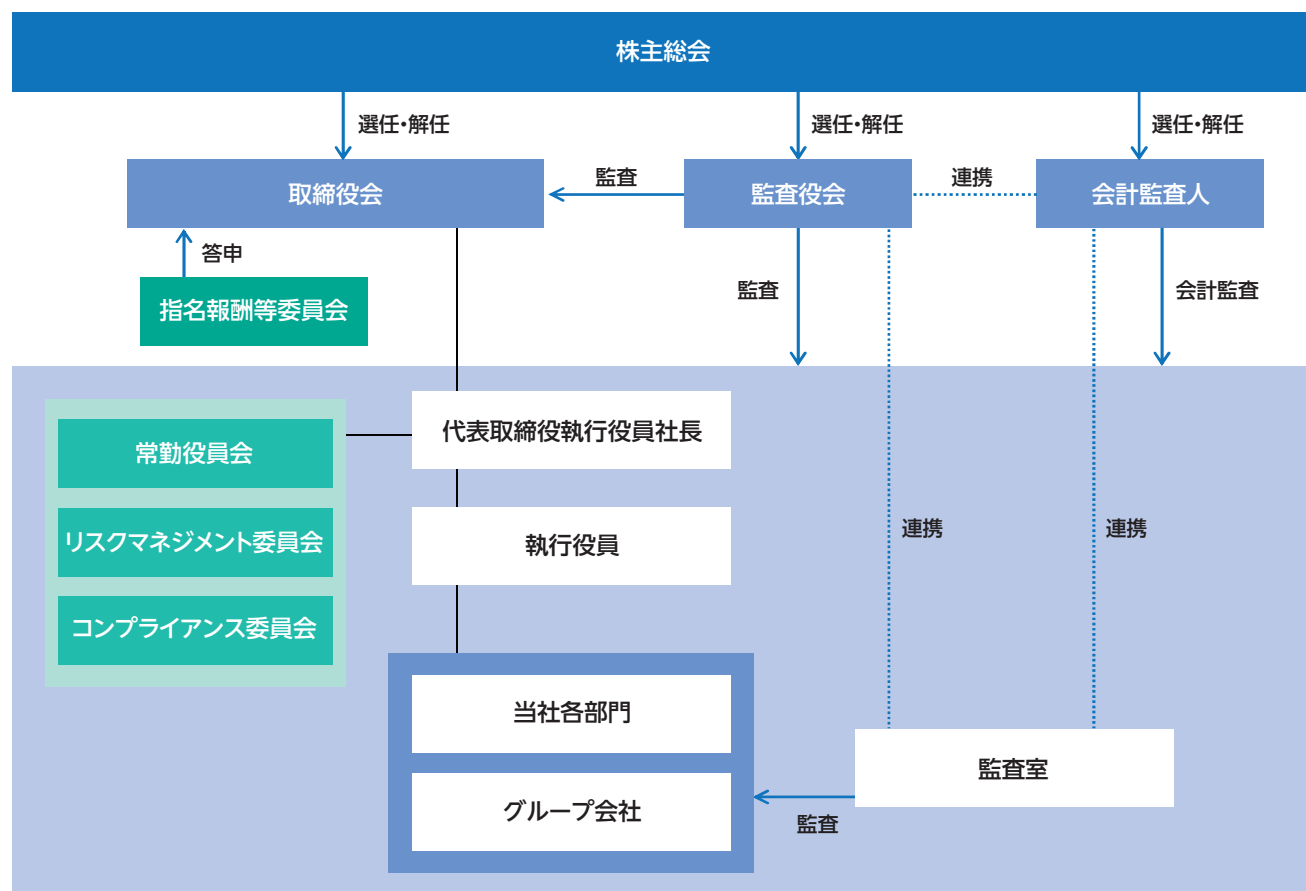 株主総会
選任・解任
選任・解任
選任・解任
取締役会
監査
監査役会
連携
会計監査人
答申
指名報酬等委員会
監査
会計監査
常勤役員会
リスクマネジメント委員会
コンプライアンス委員会
代表取締役執行役員社長
執行役員
連携
連携
当社各部門
グループ会社
監査室
監査